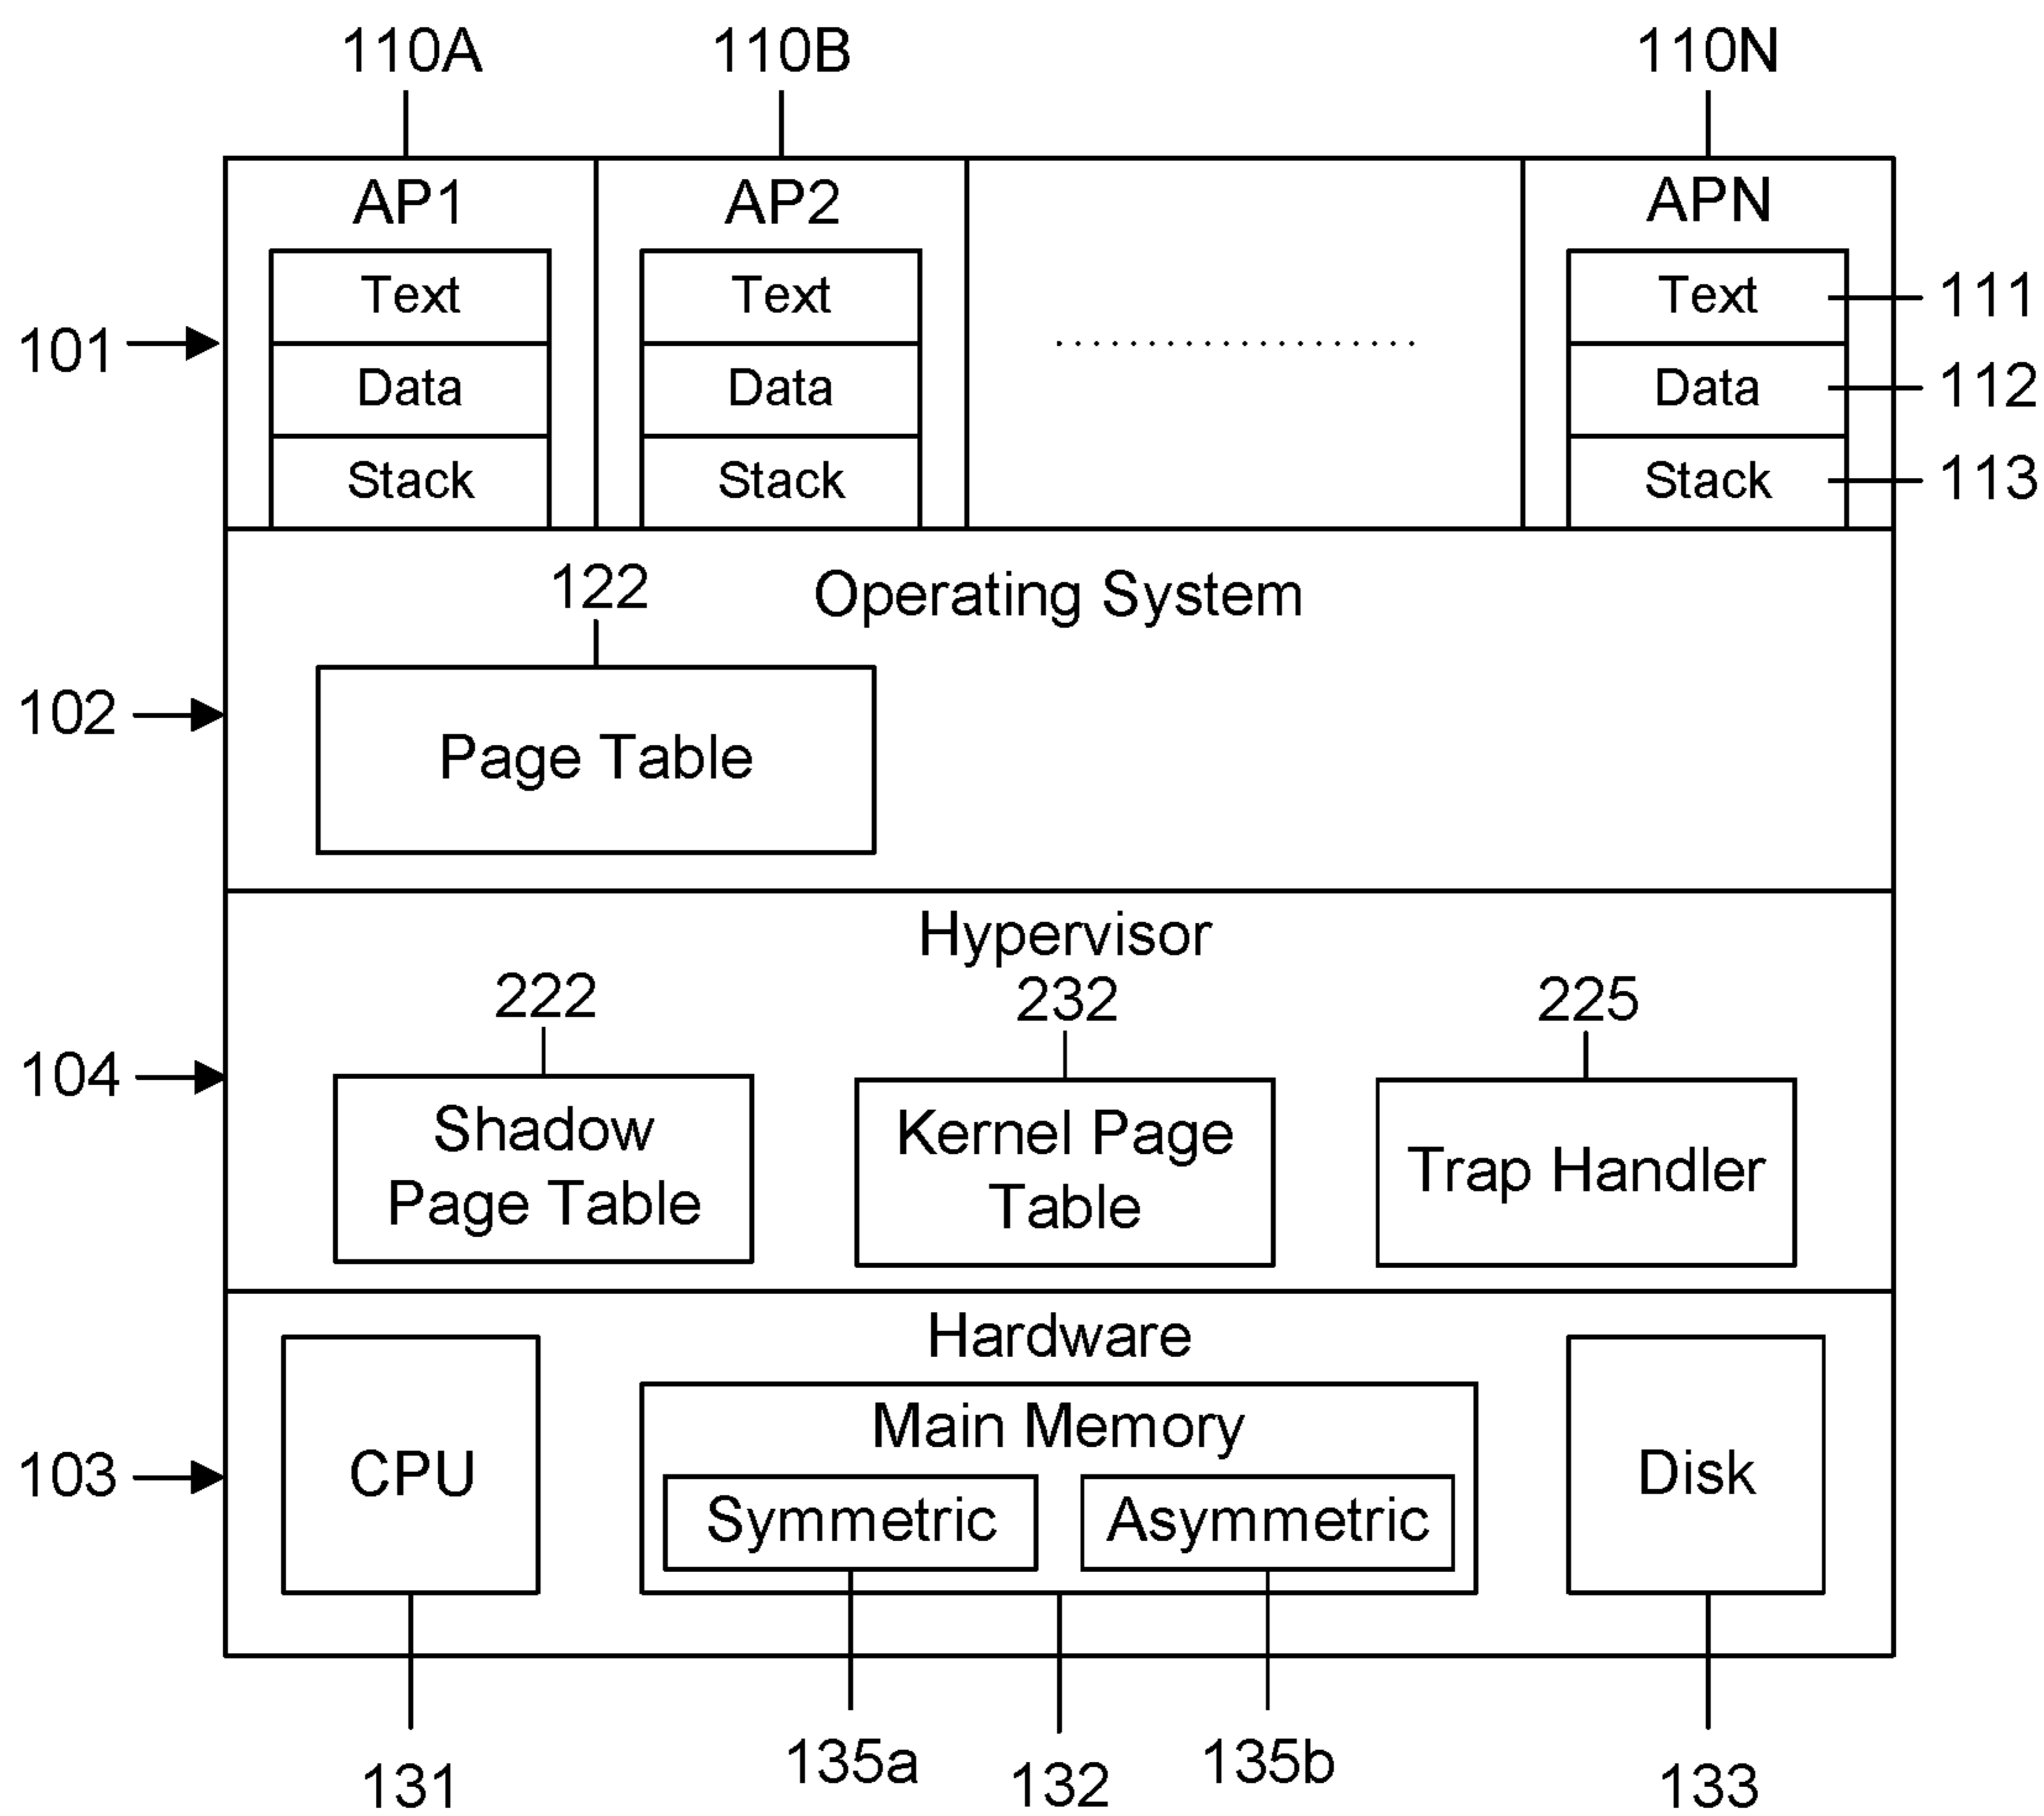 110A 110B 110N
AP1 AP2 APN
Text Text Text 111
101 ...................
Data Data Data 112
Stack Stack Stack 113
122 Operating System
102
Page Table
Hypervisor
222 232 225
104
Shadow
Page Table
Kernel Page
Table
Trap Handler
Hardware
103
CPU
Main Memory
Symmetric Asymmetric
Disk
131 135a 132 135b 133